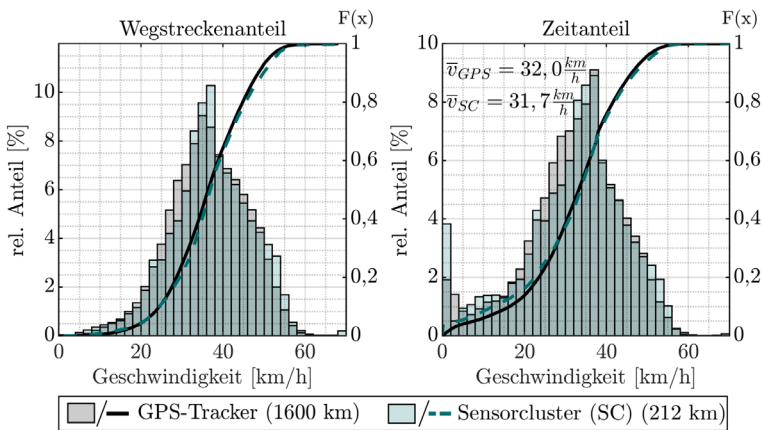 Wegstreckenanteil
F(x)
rel. Anteil [%]
10
8
6
4
2
0
1
0,8
0,6
0,4
0,2
0
0 20 40 60
Geschwindigkeit [km/h]
Zeitanteil
F(x)
v̅GPS = 32,0 km/h
v̅SC = 31,7 km/h
rel. Anteil [%]
10
8
6
4
2
0
1
0,8
0,6
0,4
0,2
0
0 20 40 60
Geschwindigkeit [km/h]
/ GPS-Tracker (1600 km) / Sensorcluster (SC) (212 km)